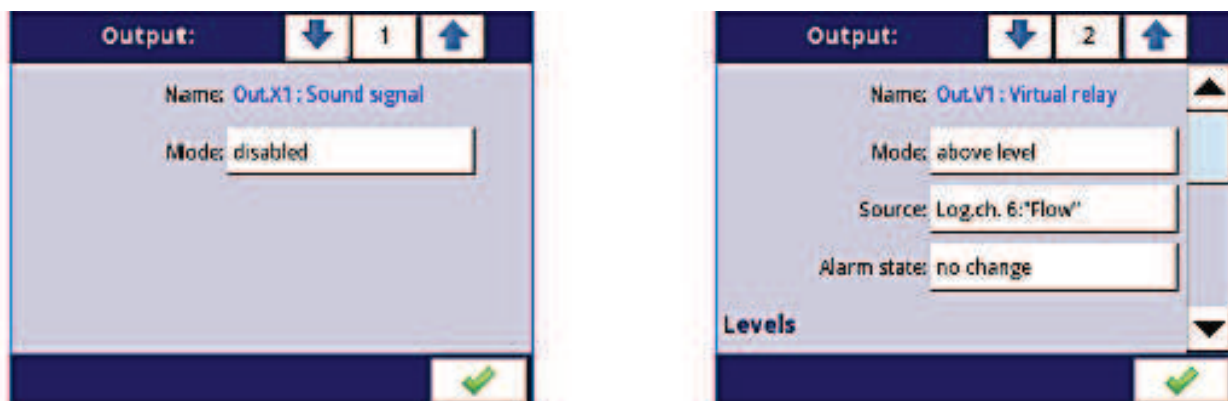 Output: 1
Name: Out.X1 : Sound signal
Mode: disabled
Output: 2
Name: Out.V1 : Virtual relay
Mode: above level
Source: Log.ch. 6:"Flow"
Alarm state: no change
Levels